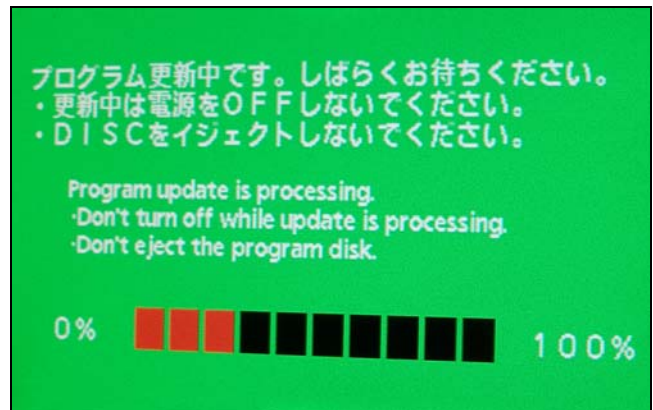 プログラム更新中です。しばらくお待ちください。
・更新中は電源をOFFしないでください。
・DISCをイジェクトしないでください。
Program update is processing.
·Don't turn off while update is processing.
·Don't eject the program disk.
0% 100%